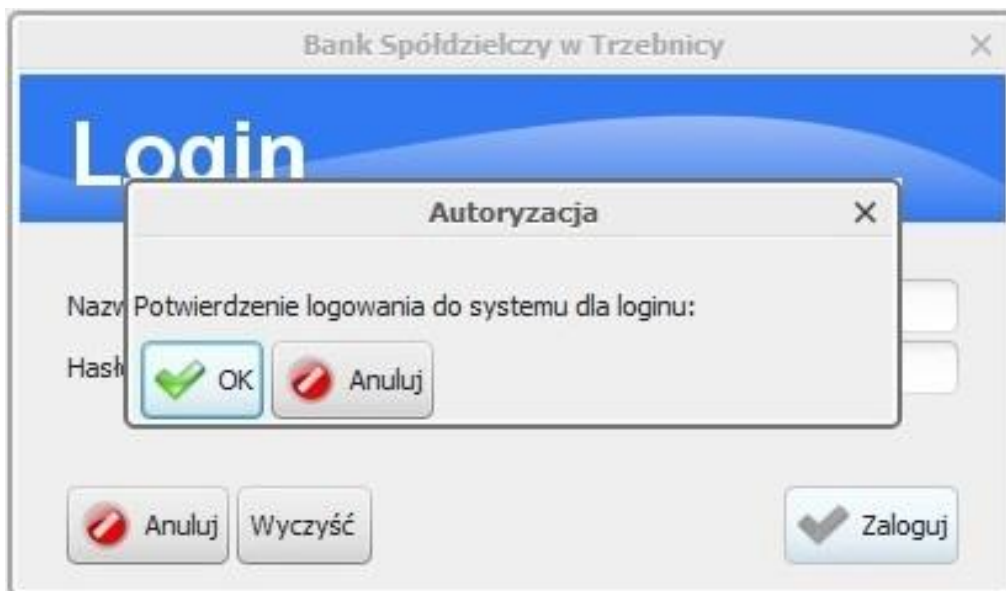 Bank Spółdzielczy w Trzebnicy
Login
Autoryzacja
Potwierdzenie logowania do systemu dla loginu:
OK Anuluj
Anuluj Wyczyść Zaloguj